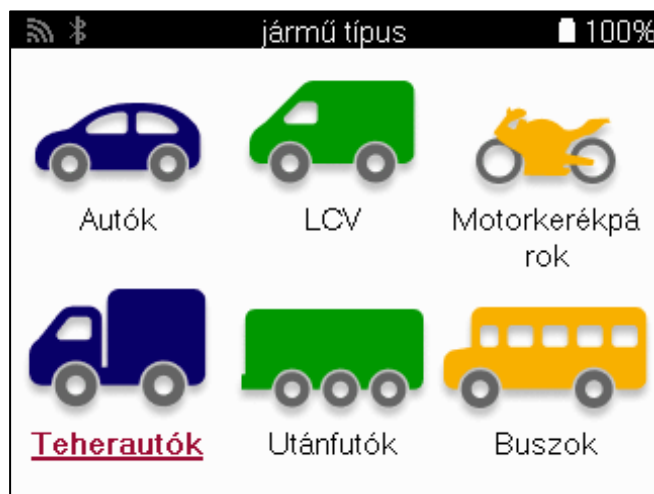 jármű típus 100%
Autók LCV Motorkerékpá
rok
Teherautók Utánfutók Buszok